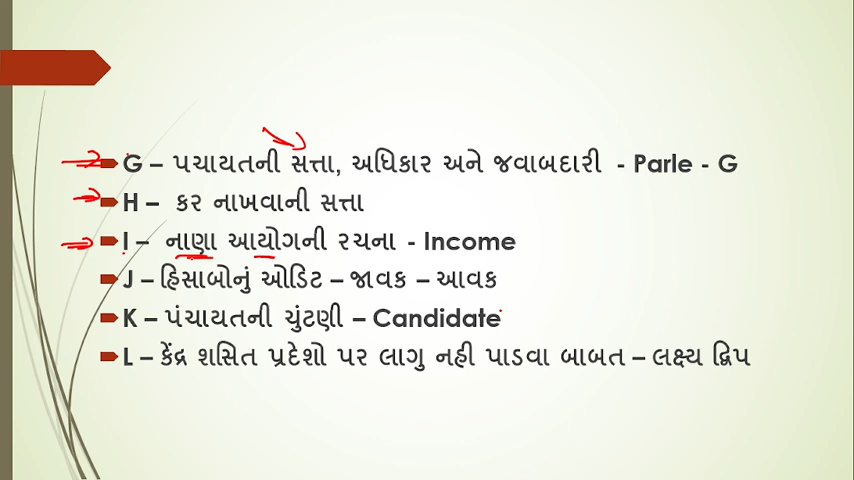 G – પચાયતની સત્તા, અધિકાર અને જવાબદારી - Parle - G
H – કર નાખવાની સત્તા
I – નાણા આયોગની રચના - Income
J – હિસાબોનું ઓડિટ – જાવક – આવક
K – પંચાયતની ચુંટણી – Candidate
L – કેંદ્ર શસિત પ્રદેશો પર લાગુ નહી પાડવા બાબત – લક્ષ્ય દ્વિપ